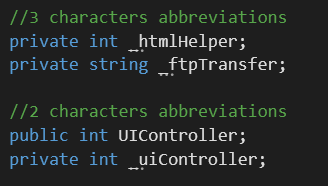 //3 characters abbreviations
private int _htmlHelper;
private string _ftpTransfer;
//2 characters abbreviations
public int UIController;
private int _uiController;